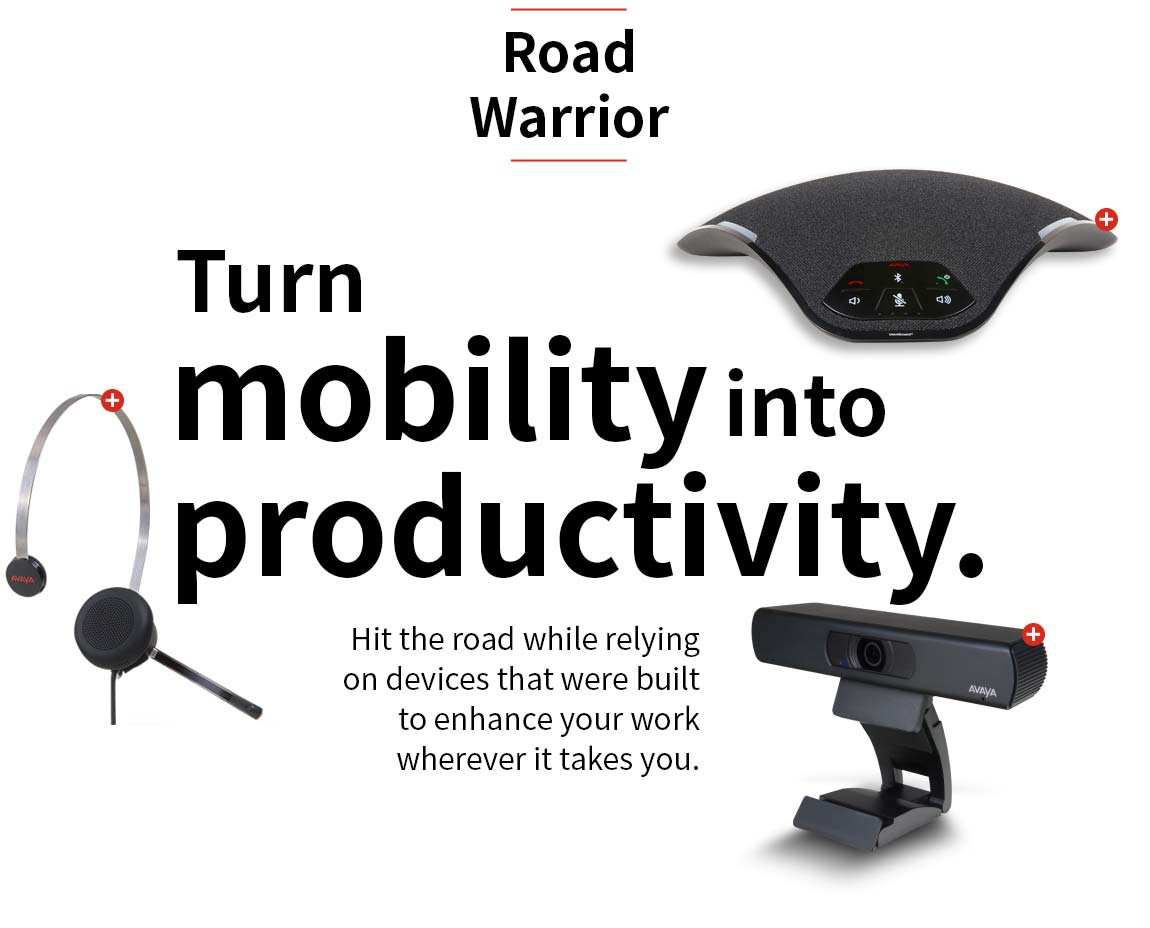 Road
Warrior
AVAYA
Turn
mobility into
productivity.
AVAYA
Hit the road while relying
on devices that were built
to enhance your work
wherever it takes you.
AVAYA